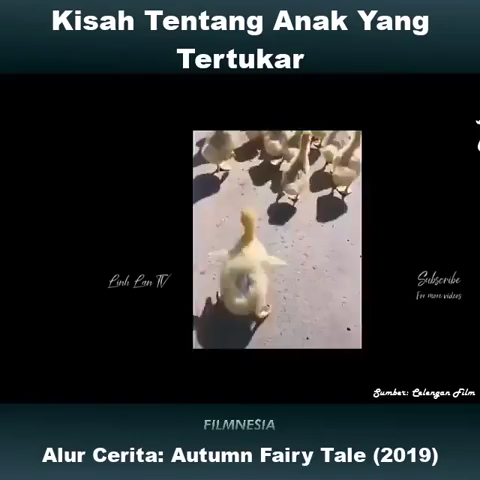 Kisah Tentang Anak Yang
Tertukar
Linh Lan TV
Subscribe
For more videos
Sumber: Celengan Film
FILMNESIA
Alur Cerita: Autumn Fairy Tale (2019)